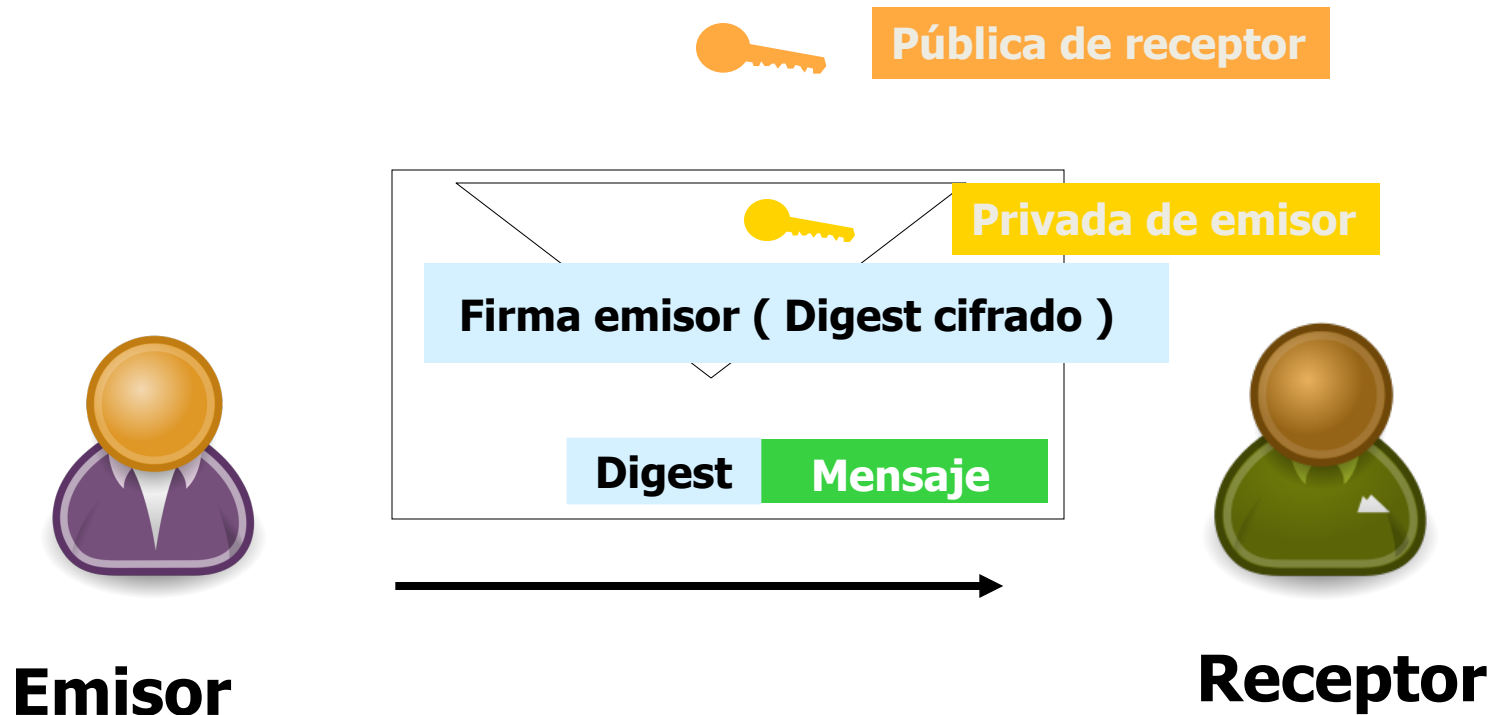 Pública de receptor
Privada de emisor
Firma emisor ( Digest cifrado )
Digest
Mensaje
Emisor
Receptor